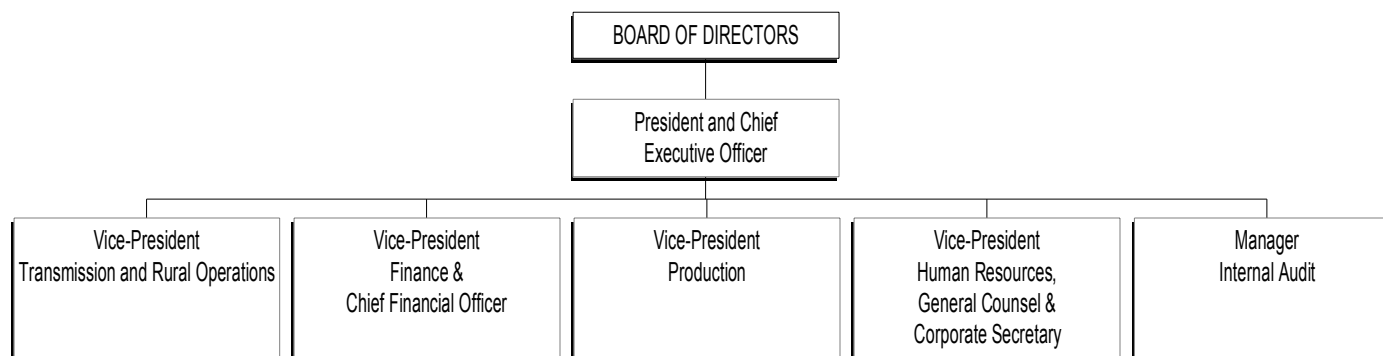 BOARD OF DIRECTORS
President and Chief
Executive Officer
Vice-President
Transmission and Rural Operations
Vice-President
Finance &
Chief Financial Officer
Vice-President
Production
Vice-President
Human Resources,
General Counsel &
Corporate Secretary
Manager
Internal Audit